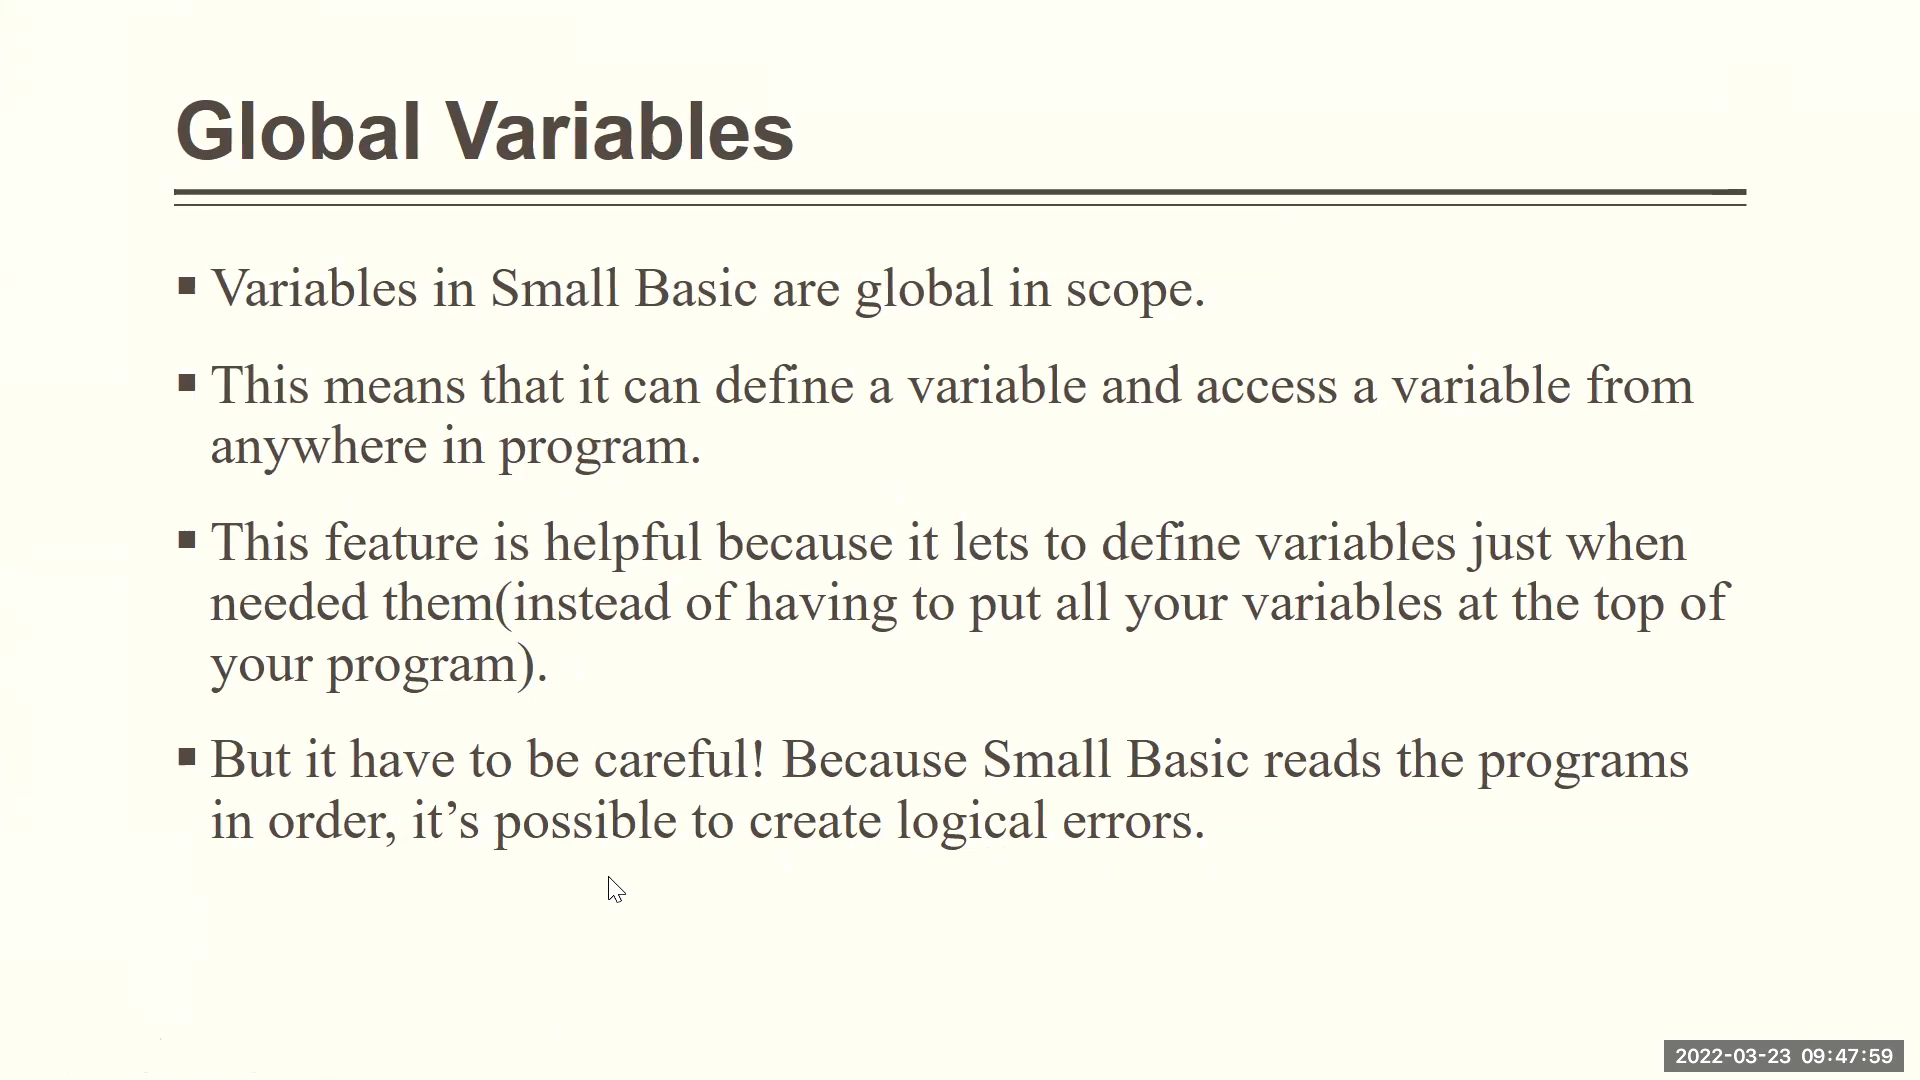 Global Variables
▪ Variables in Small Basic are global in scope.
▪ This means that it can define a variable and access a variable from
anywhere in program.
▪ This feature is helpful because it lets to define variables just when
needed them(instead of having to put all your variables at the top of
your program).
▪ But it have to be careful! Because Small Basic reads the programs
in order, it’s possible to create logical errors.
2022-03-23 09:47:59